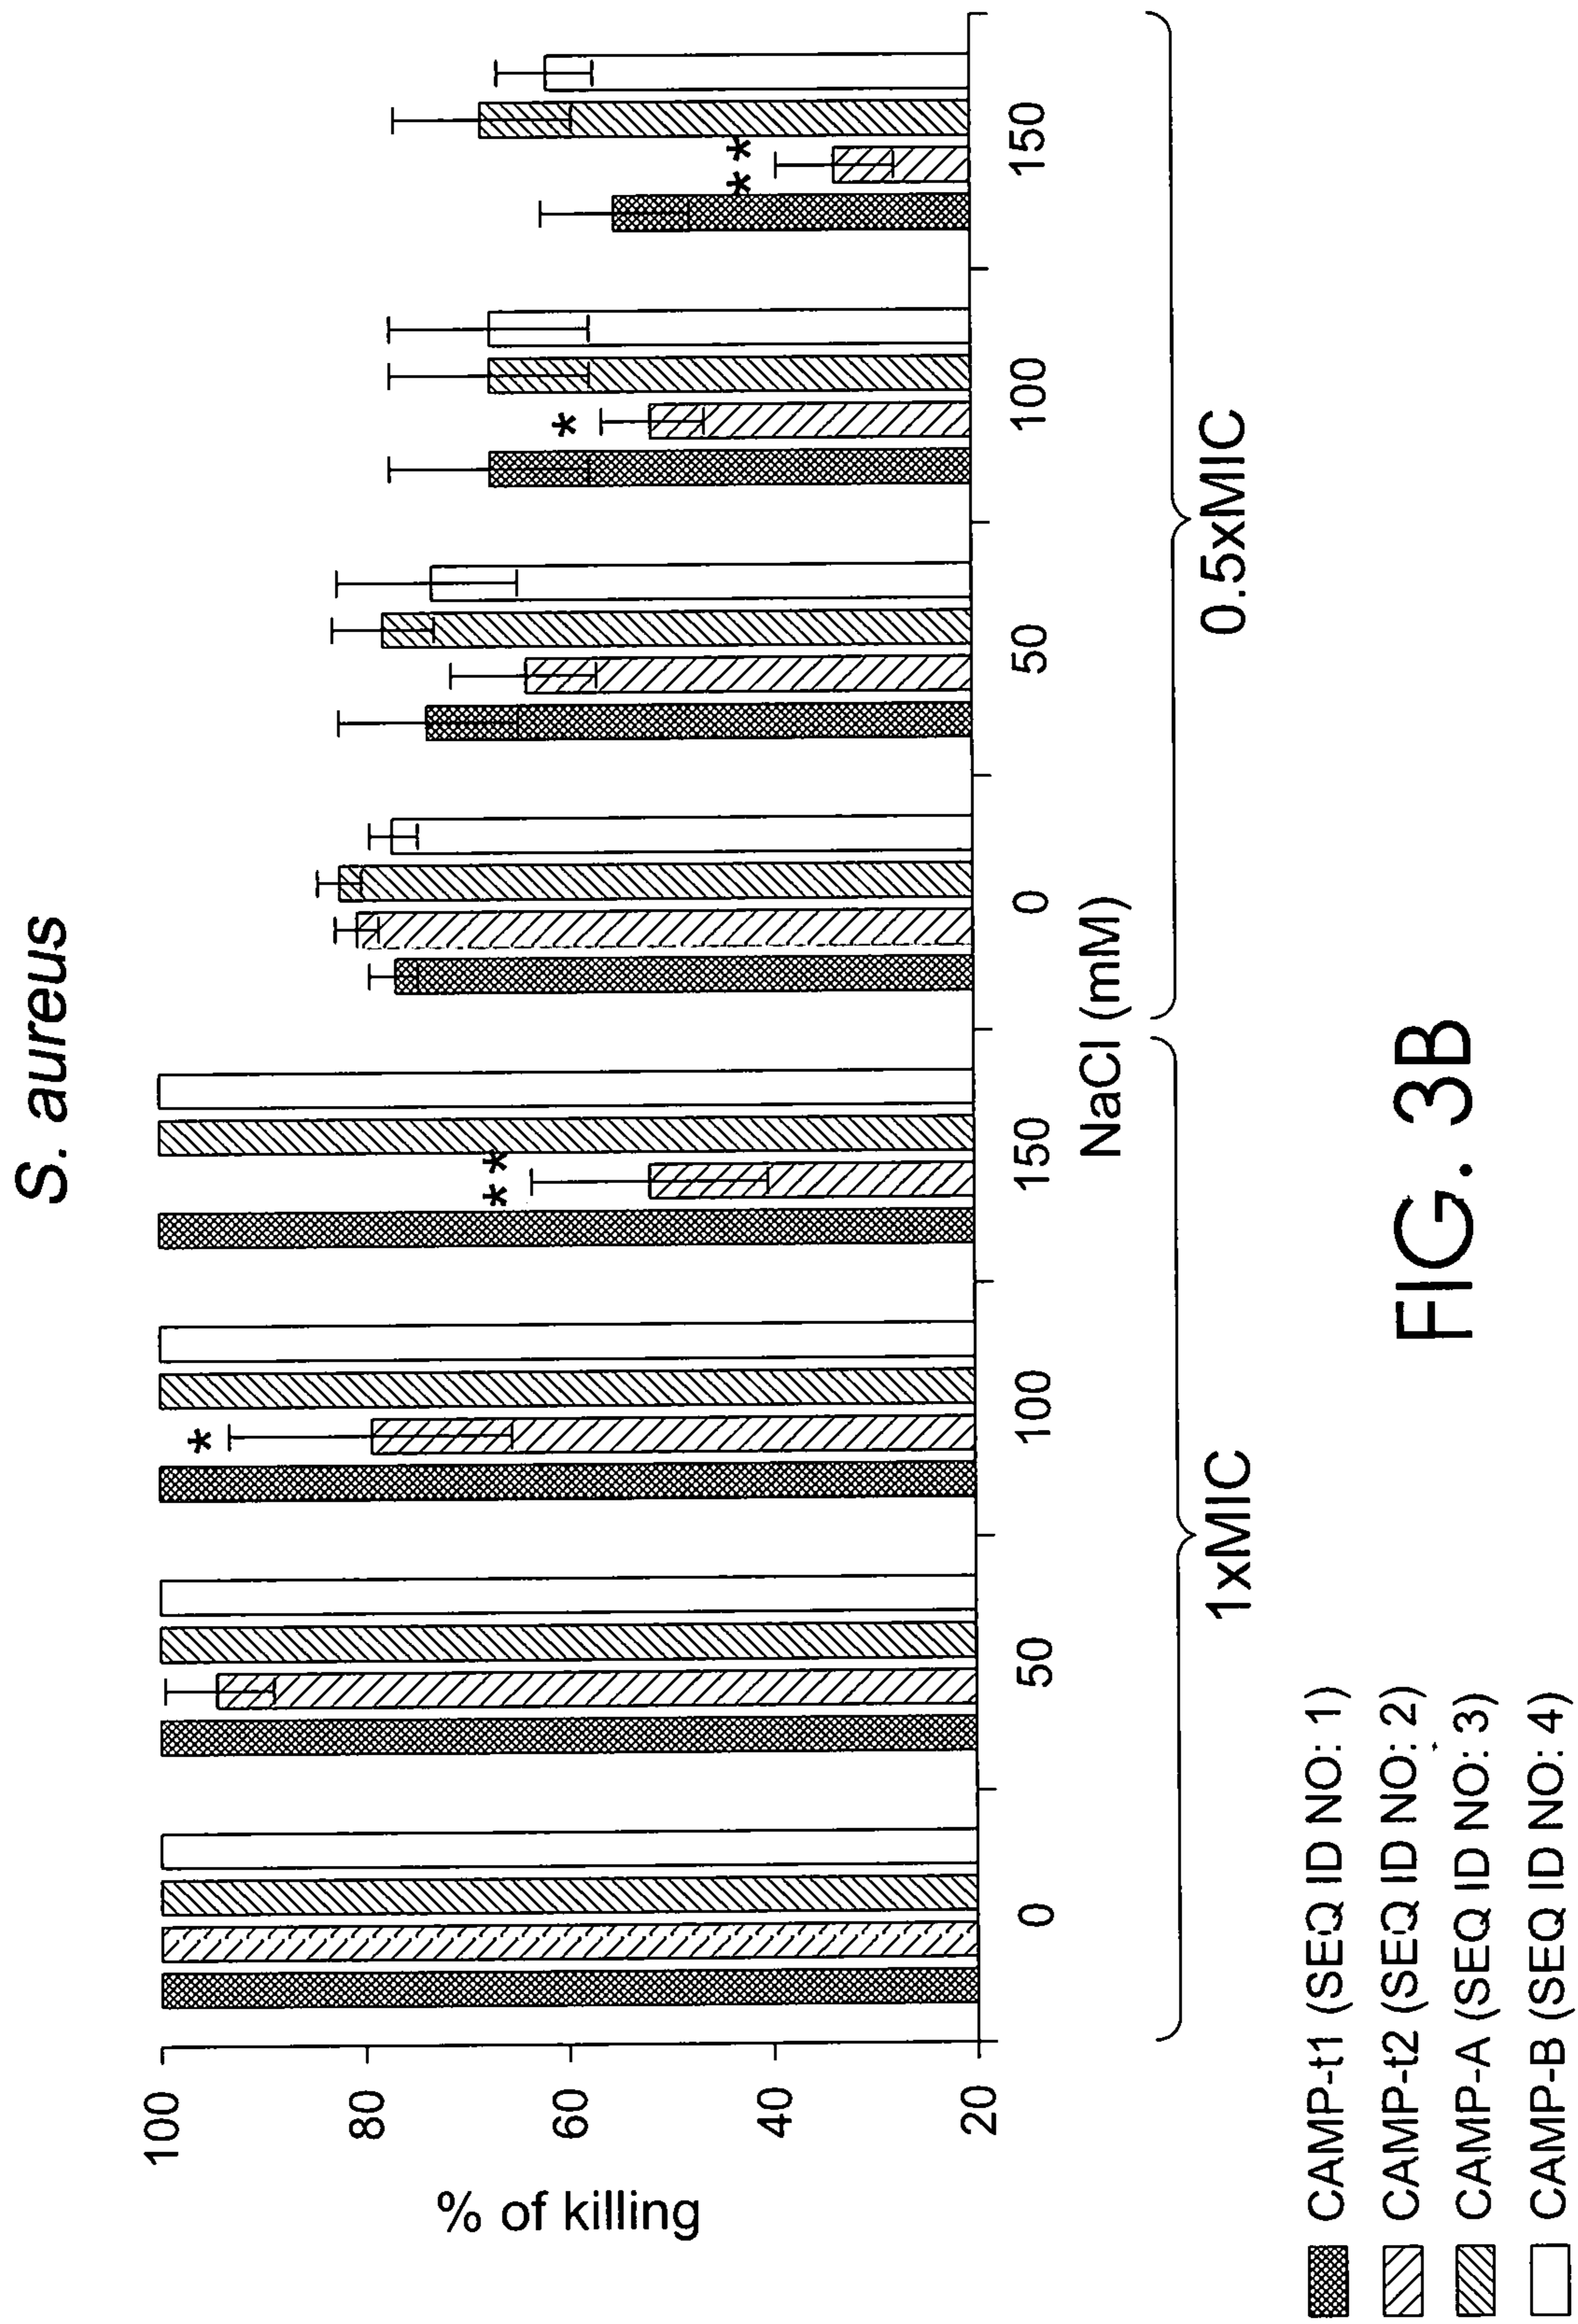 S. aureus
% of killing
100
80
60
40
20
*
* *
*
* *
0 50 100 150 0 50 100 150
NaCl (mM)
1xMIC 0.5xMIC
CAMP-t1 (SEQ ID NO: 1)
CAMP-t2 (SEQ ID NO: 2)
CAMP-A (SEQ ID NO: 3)
CAMP-B (SEQ ID NO: 4)
FIG. 3B